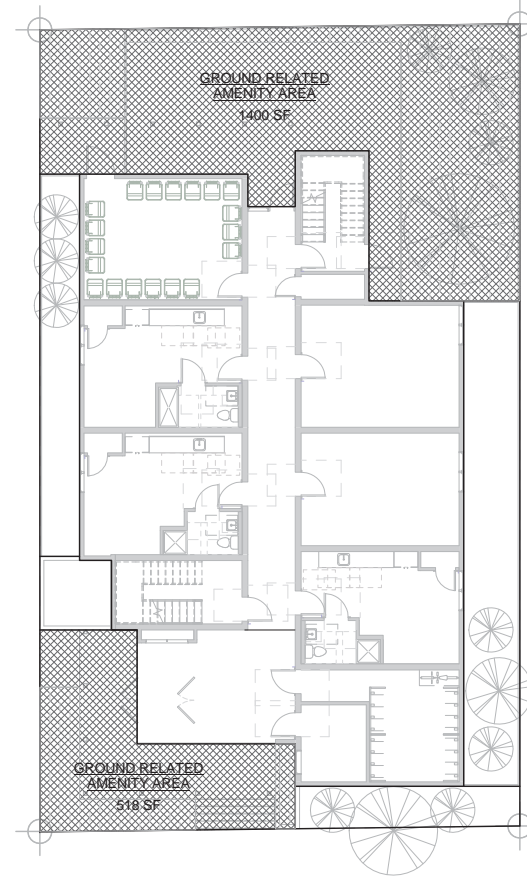 GROUND RELATED
AMENITY AREA
1400 SF
GROUND RELATED
AMENITY AREA
518 SF